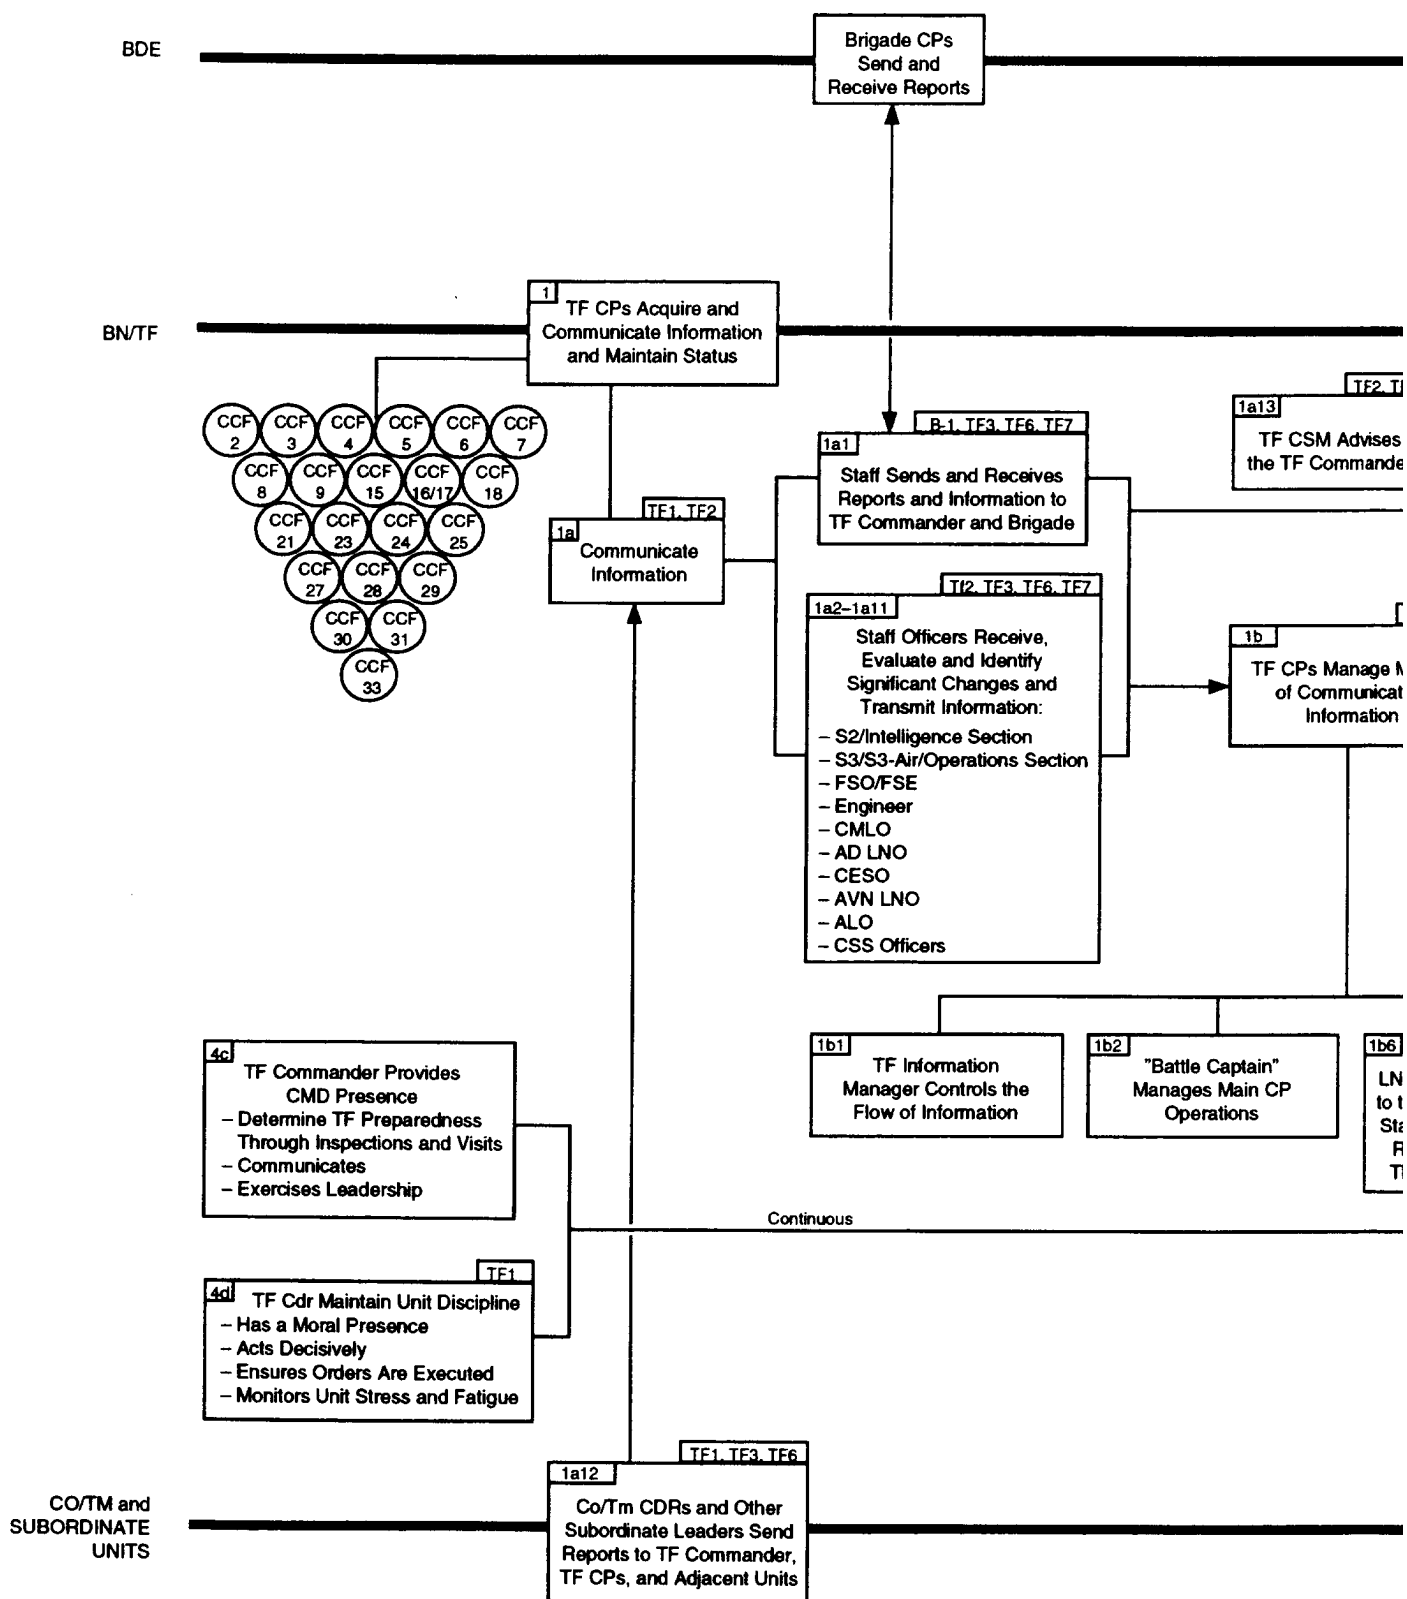 BDE
Brigade CPs
Send and
Receive Reports
BN/TF
1
TF CPs Acquire and
Communicate Information
and Maintain Status
CCF 2
CCF 3
CCF 4
CCF 5
CCF 6
CCF 7
CCF 8
CCF 9
CCF 15
CCF 16/17
CCF 18
CCF 21
CCF 23
CCF 24
CCF 25
CCF 27
CCF 28
CCF 29
CCF 30
CCF 31
CCF 33
TF1, TF2
1a
Communicate
Information
B-1, TF3, TF6, TF7
1a1
Staff Sends and Receives
Reports and Information to
TF Commander and Brigade
Tf2, TF3, TF6, TF7
1a2–1a11
Staff Officers Receive,
Evaluate and Identify
Significant Changes and
Transmit Information:
– S2/Intelligence Section
– S3/S3-Air/Operations Section
– FSO/FSE
– Engineer
– CMLO
– AD LNO
– CESO
– AVN LNO
– ALO
– CSS Officers
TF2, TF
1a13
TF CSM Advises
the TF Commande
1b
TF CPs Manage M
of Communicat
Information
1b1
TF Information
Manager Controls the
Flow of Information
1b2
"Battle Captain"
Manages Main CP
Operations
1b6
LN
to t
Sta
R
T
4c
TF Commander Provides
CMD Presence
– Determine TF Preparedness
Through Inspections and Visits
– Communicates
– Exercises Leadership
Continuous
TF1
4d
TF Cdr Maintain Unit Discipline
– Has a Moral Presence
– Acts Decisively
– Ensures Orders Are Executed
– Monitors Unit Stress and Fatigue
CO/TM and
SUBORDINATE
UNITS
TF1, TF3, TF6
1a12
Co/Tm CDRs and Other
Subordinate Leaders Send
Reports to TF Commander,
TF CPs, and Adjacent Units